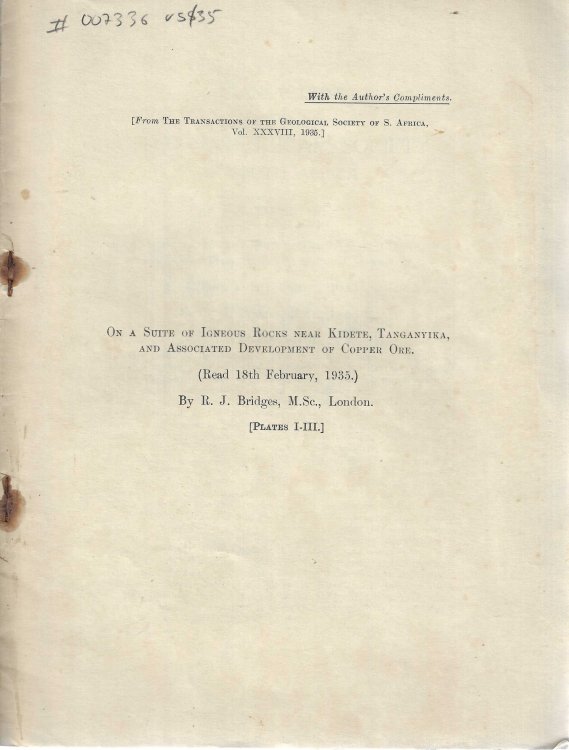 # 007336 US$35
With the Author's Compliments.
[From THE TRANSACTIONS OF THE GEOLOGICAL SOCIETY OF S. AFRICA,
Vol. XXXVIII, 1935.]
ON A SUITE OF IGNEOUS ROCKS NEAR KIDETE, TANGANYIKA,
AND ASSOCIATED DEVELOPMENT OF COPPER ORE.
(Read 18th February, 1935.)
By R. J. Bridges, M.Sc., London.
[PLATES I-III.]